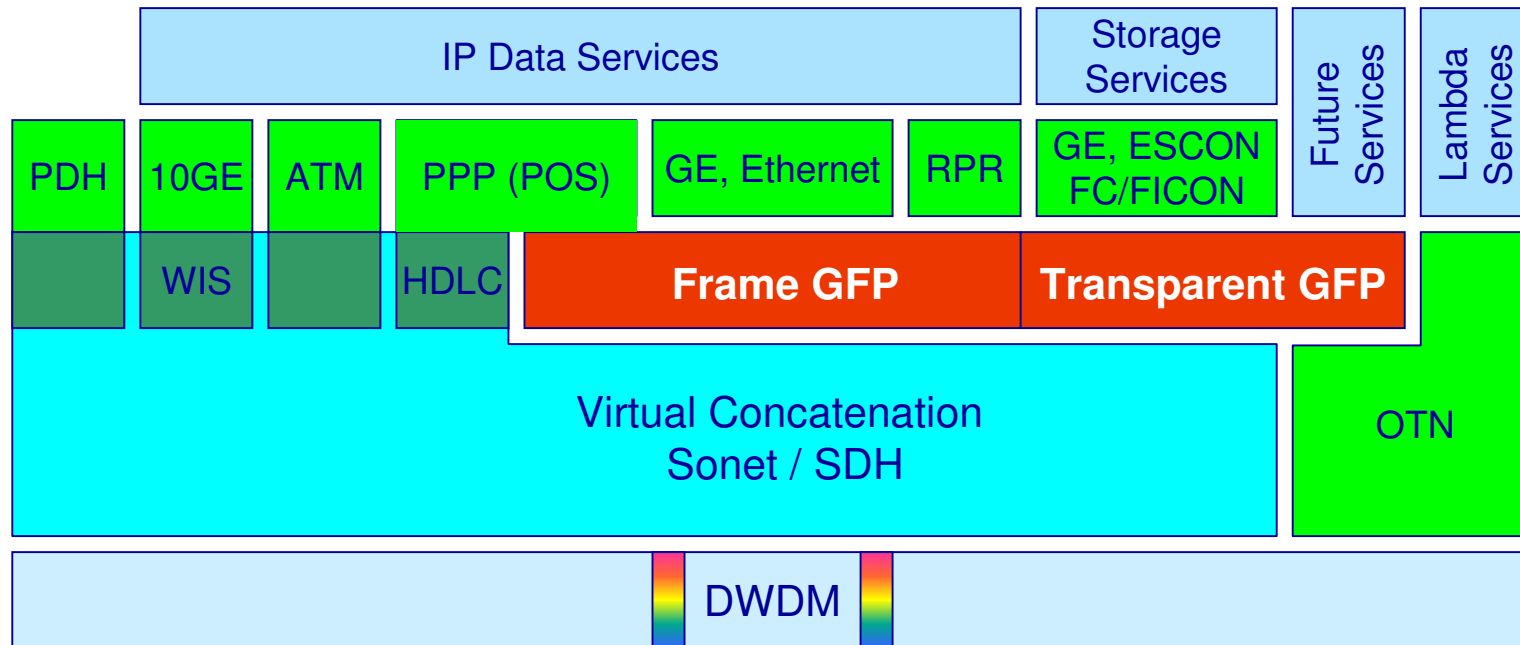 IP Data Services
Storage
Services
Future
Services
Lambda
Services
PDH
10GE
ATM
PPP (POS)
GE, Ethernet
RPR
GE, ESCON
FC/FICON
WIS
HDLC
Frame GFP
Transparent GFP
Virtual Concatenation
Sonet / SDH
OTN
DWDM